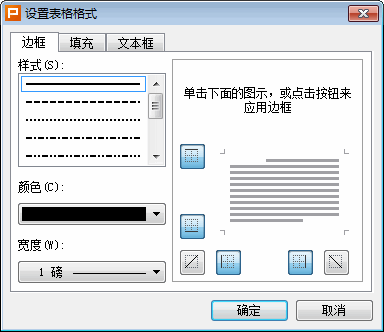 设置表格格式
边框 填充 文本框
样式(S):
单击下面的图示，或点击按钮来
应用边框
颜色(C):
宽度(W):
1 磅
确定 取消